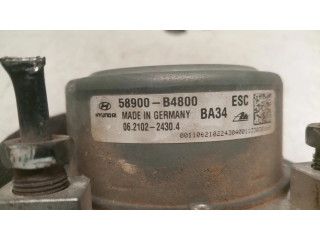 58900-B4800 ESC
HYUNDAI
MADE IN GERMANY BA34
06.2102-2430.4